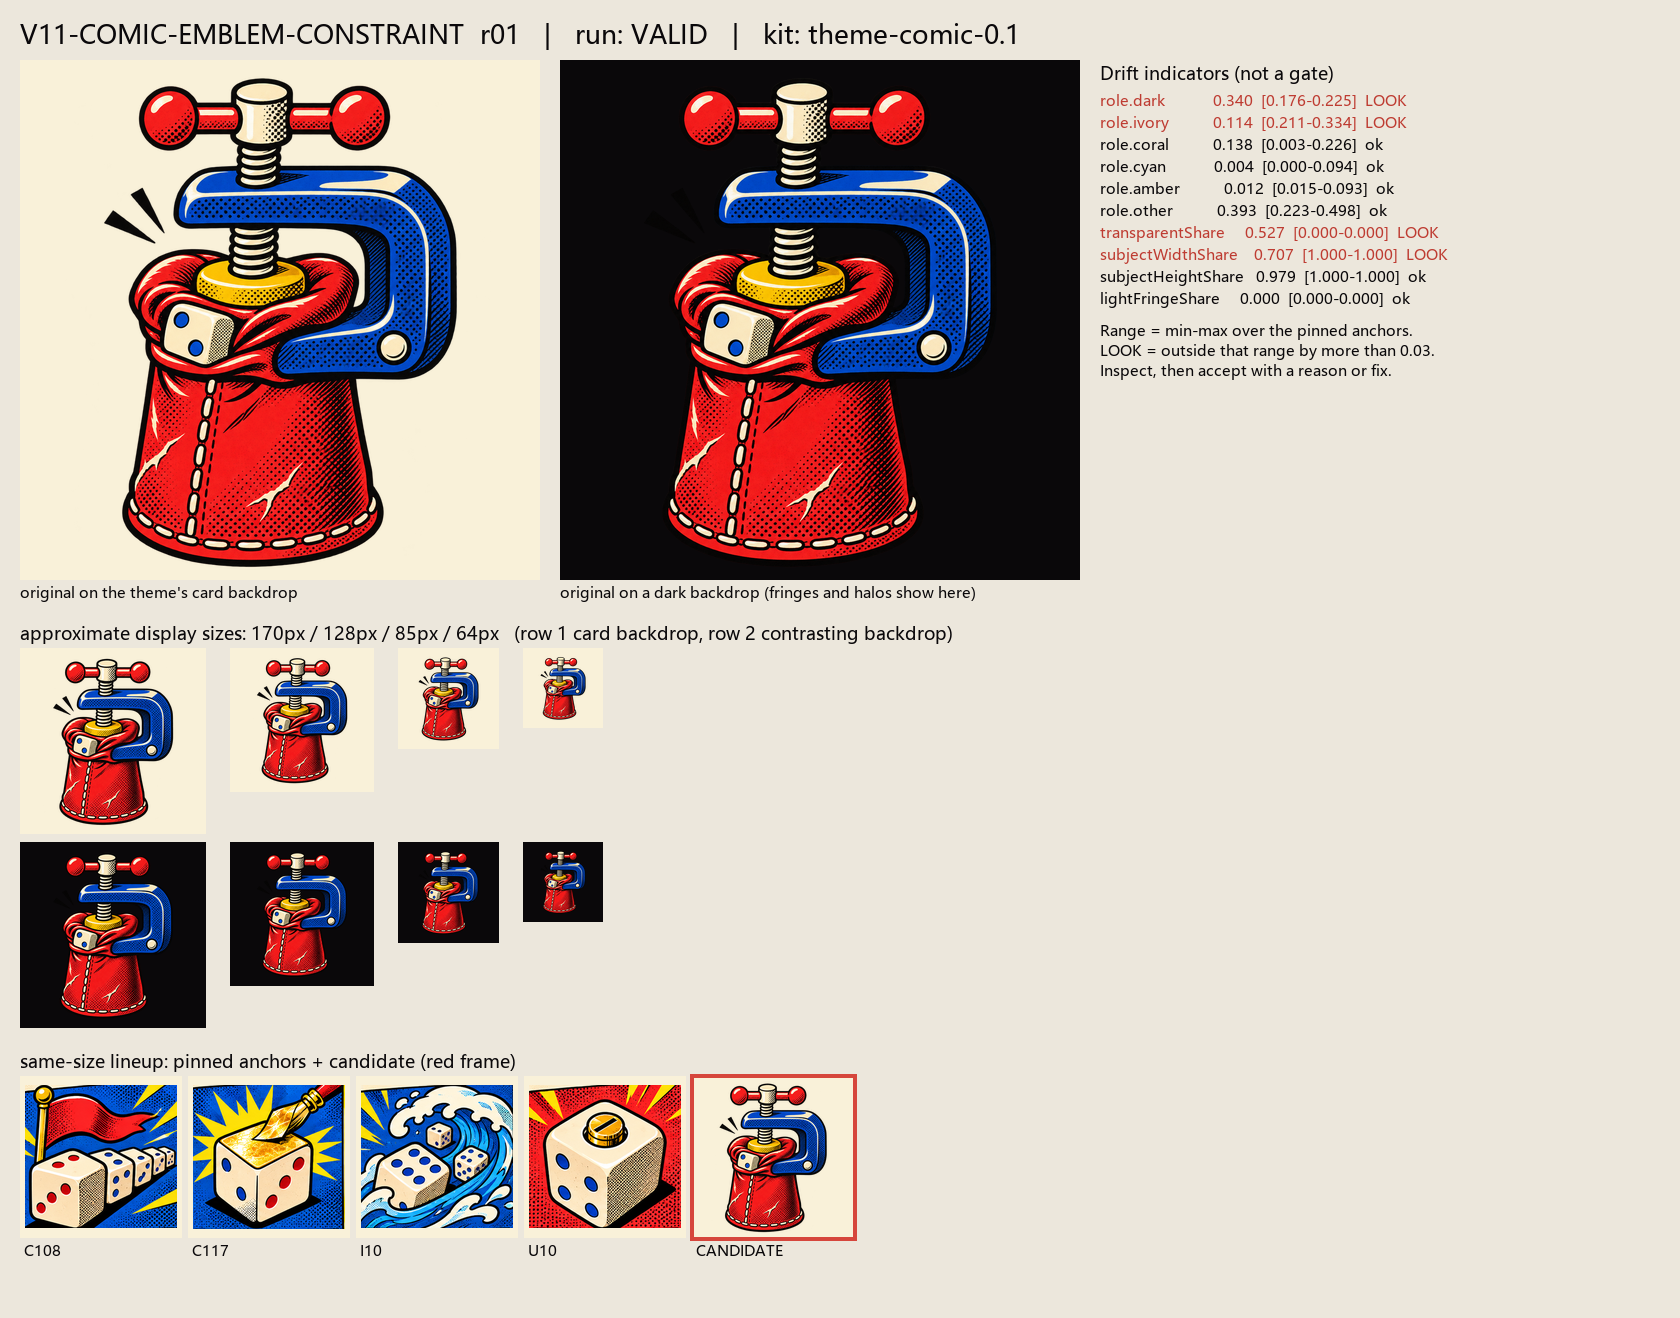 V11-COMIC-EMBLEM-CONSTRAINT r01 | run: VALID | kit: theme-comic-0.1
Drift indicators (not a gate)
role.dark 0.340 [0.176-0.225] LOOK
role.ivory 0.114 [0.211-0.334] LOOK
role.coral 0.138 [0.003-0.226] ok
role.cyan 0.004 [0.000-0.094] ok
role.amber 0.012 [0.015-0.093] ok
role.other 0.393 [0.223-0.498] ok
transparentShare 0.527 [0.000-0.000] LOOK
subjectWidthShare 0.707 [1.000-1.000] LOOK
subjectHeightShare 0.979 [1.000-1.000] ok
lightFringeShare 0.000 [0.000-0.000] ok
Range = min-max over the pinned anchors.
LOOK = outside that range by more than 0.03.
Inspect, then accept with a reason or fix.
original on the theme's card backdrop
original on a dark backdrop (fringes and halos show here)
approximate display sizes: 170px / 128px / 85px / 64px (row 1 card backdrop, row 2 contrasting backdrop)
same-size lineup: pinned anchors + candidate (red frame)
C108
C117
I10
U10
CANDIDATE